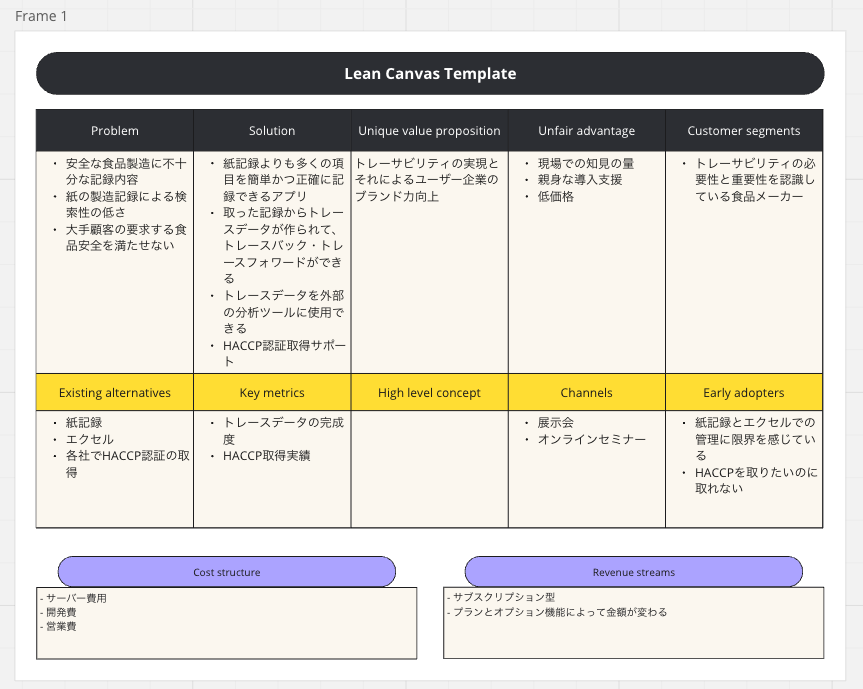 Frame 1
Lean Canvas Template
Problem
Solution
Unique value proposition
Unfair advantage
Customer segments
・ 安全な食品製造に不十
分な記録内容
・ 紙の製造記録による検
索性の低さ
・ 大手顧客の要求する食
品安全を満たせない
・ 紙記録よりも多くの項
目を簡単かつ正確に記
録できるアプリ
・ 取った記録からトレー
スデータが作られて、
トレースバック・トレ
ースフォワードができ
る
・ トレースデータを外部
の分析ツールに使用で
きる
・ HACCP認証取得サポー
ト
トレーサビリティの実現と
それによるユーザー企業の
ブランド力向上
・ 現場での知見の量
・ 親身な導入支援
・ 低価格
・ トレーサビリティの必
要性と重要性を認識し
ている食品メーカー
Existing alternatives
Key metrics
High level concept
Channels
Early adopters
・ 紙記録
・ エクセル
・ 各社でHACCP認証の取
得
・ トレースデータの完成
度
・ HACCP取得実績
・ 展示会
・ オンラインセミナー
・ 紙記録とエクセルでの
管理に限界を感じてい
る
・ HACCPを取りたいのに
取れない
Cost structure
- サーバー費用
- 開発費
- 営業費
Revenue streams
- サブスクリプション型
- プランとオプション機能によって金額が変わる